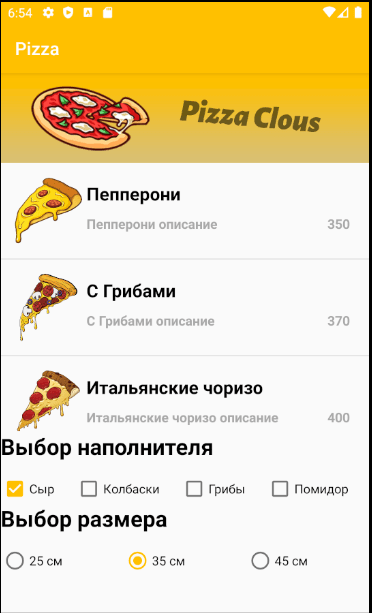 6:54
Pizza
Pizza Clous
Пепперони
Пепперони описание 350
С Грибами
С Грибами описание 370
Итальянские чоризо
Итальянские чоризо описание 400
Выбор наполнителя
Сыр Колбаски Грибы Помидор
Выбор размера
25 см 35 см 45 см